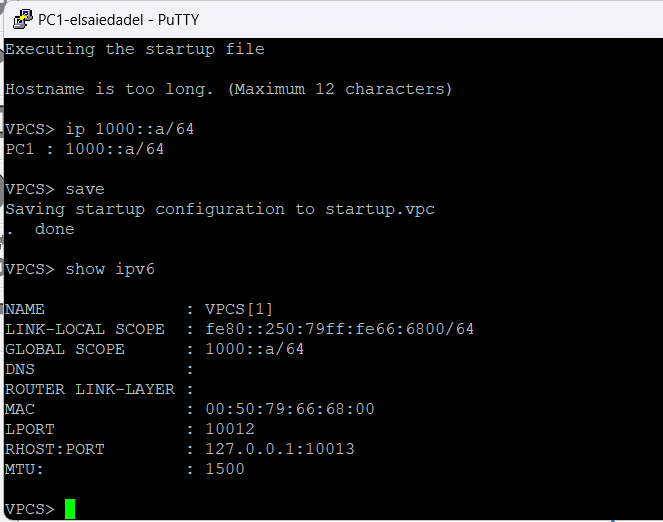 PC1-elsaiedadel - PuTTY
Executing the startup file
Hostname is too long. (Maximum 12 characters)
VPCS> ip 1000::a/64
PC1 : 1000::a/64
VPCS> save
Saving startup configuration to startup.vpc
.  done
VPCS> show ipv6
NAME              : VPCS[1]
LINK-LOCAL SCOPE  : fe80::250:79ff:fe66:6800/64
GLOBAL SCOPE      : 1000::a/64
DNS               :
ROUTER LINK-LAYER :
MAC               : 00:50:79:66:68:00
LPORT             : 10012
RHOST:PORT        : 127.0.0.1:10013
MTU:              : 1500
VPCS>